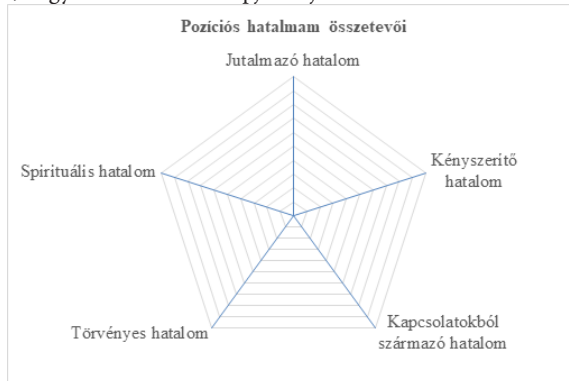 Pozíciós hatalmam összetevői
Jutalmazó hatalom
Kényszerítő
hatalom
Spirituális hatalom
Törvényes hatalom
Kapcsolatokból
származó hatalom